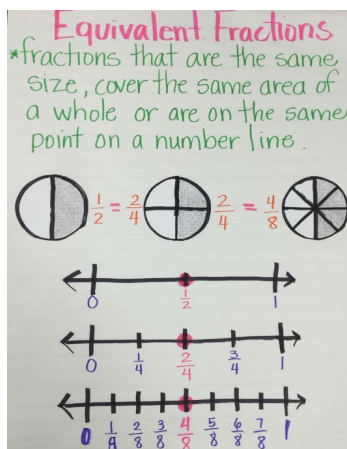 Equivalent Fractions
*fractions that are the same
size, cover the same area of
a whole or are on the same
point on a number line.
1/2 = 2/4 2/4 = 4/8
0 1/2 1
0 1/4 2/4 3/4 1
0 1/8 2/8 3/8 4/8 5/8 6/8 7/8 1